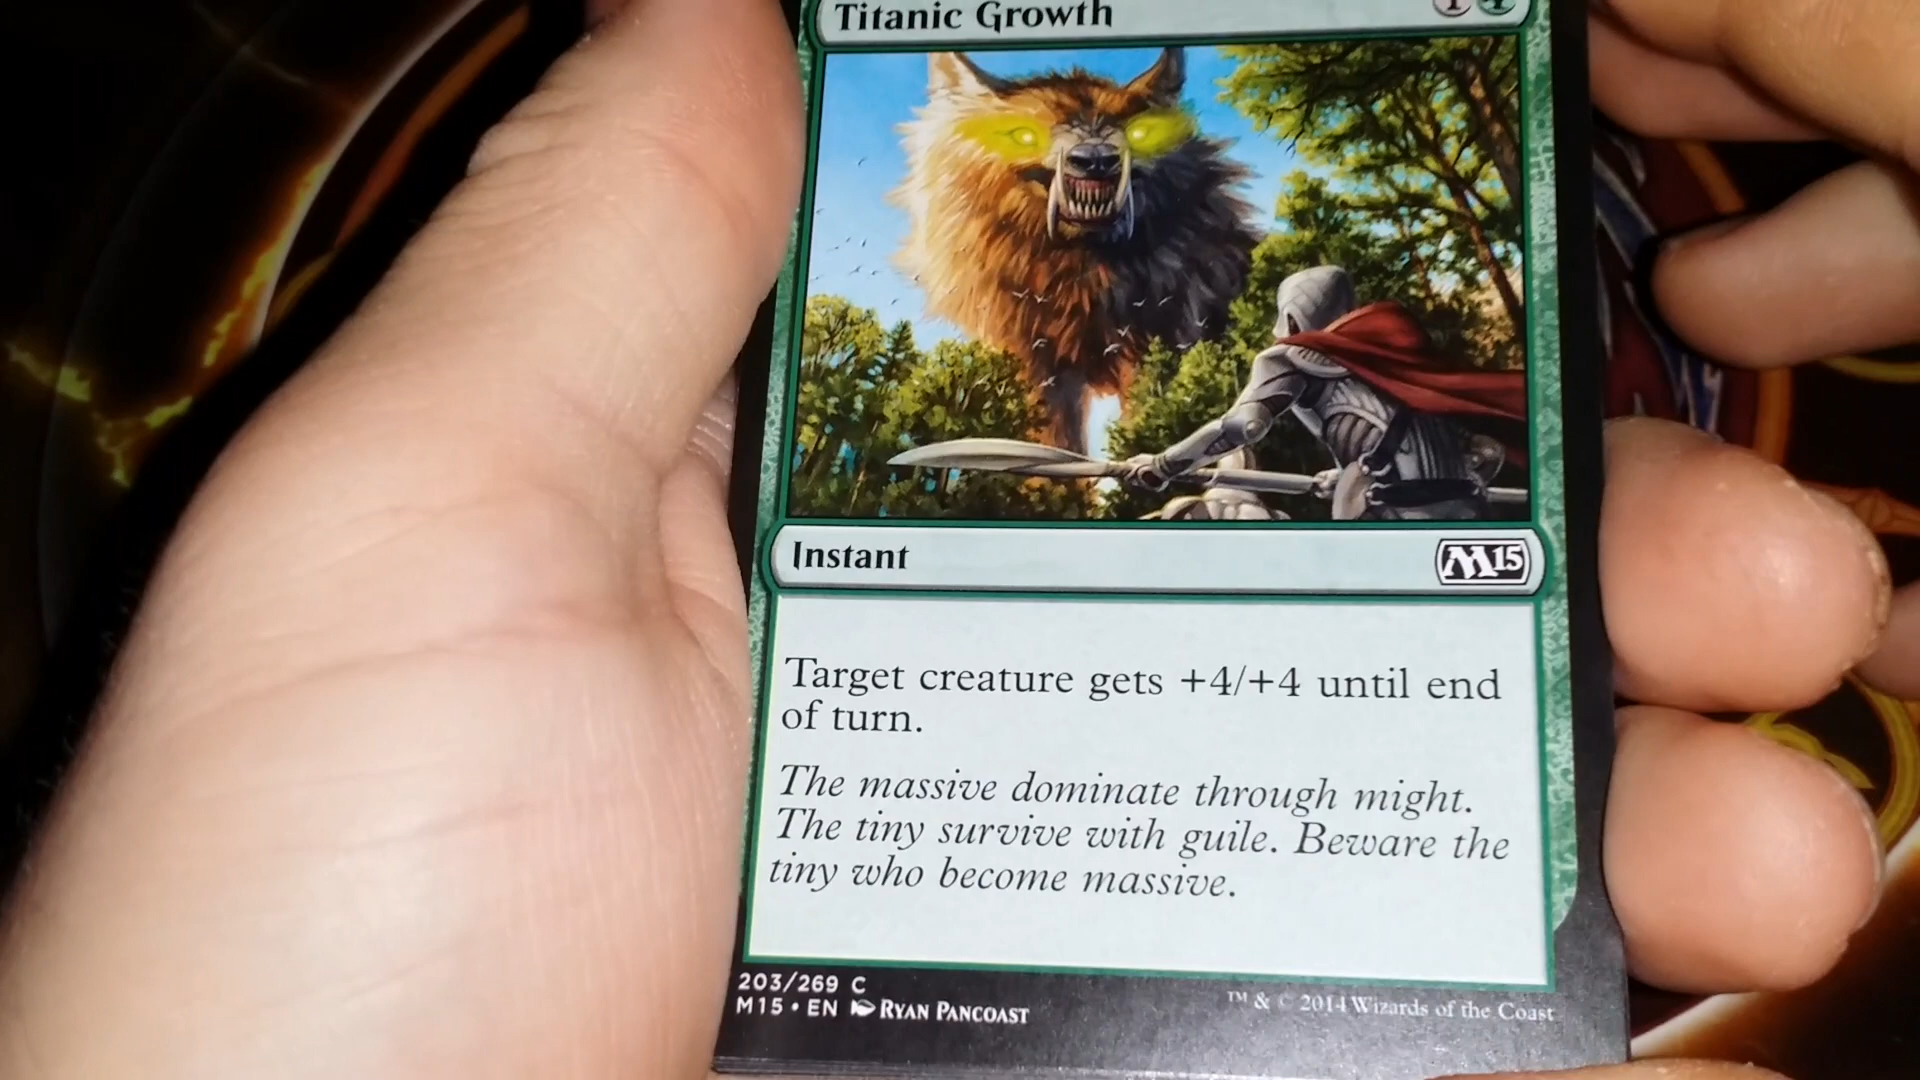 Titanic Growth
1
Instant
M15
Target creature gets +4/+4 until end
of turn.
The massive dominate through might.
The tiny survive with guile. Beware the
tiny who become massive.
203/269 C
M15 • EN RYAN PANCOAST
™ & © 2014 Wizards of the Coast